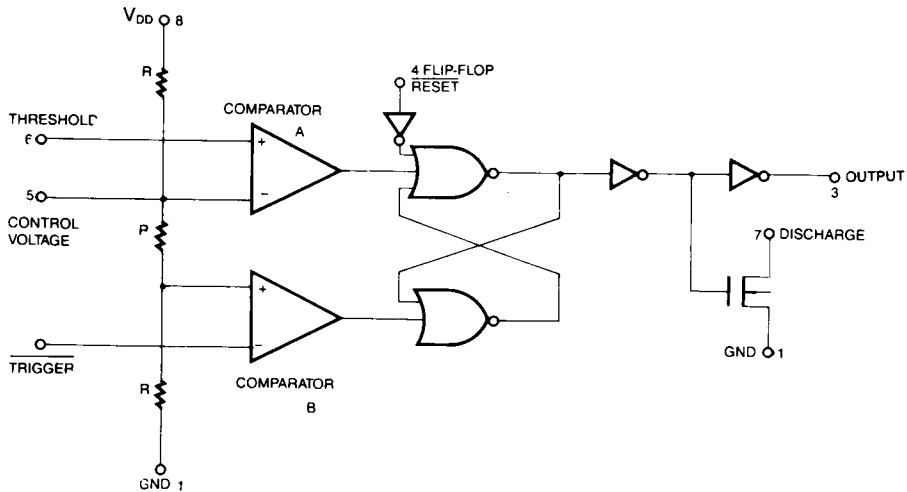 VDD 8
R
4 FLIP-FLOP
RESET
COMPARATOR
A
THRESHOLD
6
+
−
5
CONTROL
VOLTAGE
P
OUTPUT
3
7 DISCHARGE
+
−
TRIGGER
COMPARATOR
B
R
GND 1
GND 1